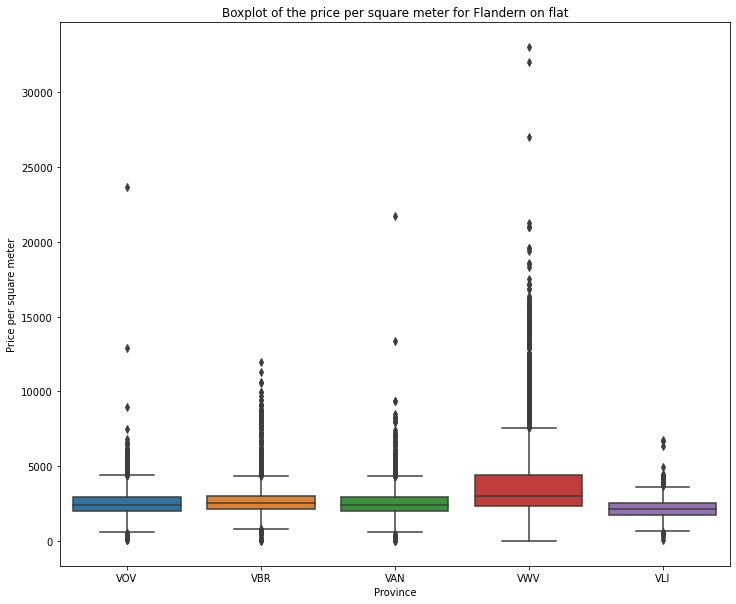 Boxplot of the price per square meter for Flandern on flat
30000
25000
20000
15000
10000
5000
0
Price per square meter
VOV VBR VAN VWV VLI
Province